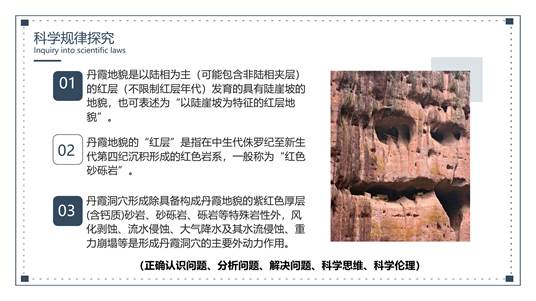 科学规律探究
Inquiry into scientific laws
01
丹霞地貌是以陆相为主（可能包含非陆相夹层）
的红层（不限制红层年代）发育的具有陡崖坡的
地貌，也可表述为“以陡崖坡为特征的红层地
貌”。
02
丹霞地貌的“红层”是指在中生代侏罗纪至新生
代第四纪沉积形成的红色岩系，一般称为“红色
砂砾岩”。
03
丹霞洞穴形成除具备构成丹霞地貌的紫红色厚层
(含钙质)砂岩、砂砾岩、砾岩等特殊岩性外，风
化剥蚀、流水侵蚀、大气降水及其水流侵蚀、重
力崩塌等是形成丹霞洞穴的主要外动力作用。
（正确认识问题、分析问题、解决问题、科学思维、科学伦理）